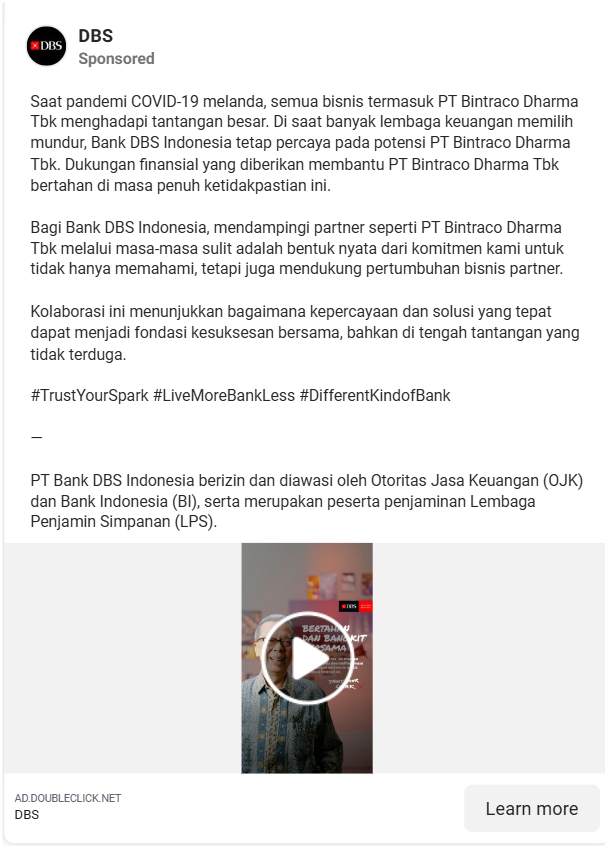 DBS
Sponsored
DBS
Saat pandemi COVID-19 melanda, semua bisnis termasuk PT Bintraco Dharma
Tbk menghadapi tantangan besar. Di saat banyak lembaga keuangan memilih
mundur, Bank DBS Indonesia tetap percaya pada potensi PT Bintraco Dharma
Tbk. Dukungan finansial yang diberikan membantu PT Bintraco Dharma Tbk
bertahan di masa penuh ketidakpastian ini.
Bagi Bank DBS Indonesia, mendampingi partner seperti PT Bintraco Dharma
Tbk melalui masa-masa sulit adalah bentuk nyata dari komitmen kami untuk
tidak hanya memahami, tetapi juga mendukung pertumbuhan bisnis partner.
Kolaborasi ini menunjukkan bagaimana kepercayaan dan solusi yang tepat
dapat menjadi fondasi kesuksesan bersama, bahkan di tengah tantangan yang
tidak terduga.
#TrustYourSpark #LiveMoreBankLess #DifferentKindofBank
—
PT Bank DBS Indonesia berizin dan diawasi oleh Otoritas Jasa Keuangan (OJK)
dan Bank Indonesia (BI), serta merupakan peserta penjaminan Lembaga
Penjamin Simpanan (LPS).
DBS
BERTAHAN
DAN BANGKIT
BERSAMA
AD.DOUBLECLICK.NET
DBS
Learn more